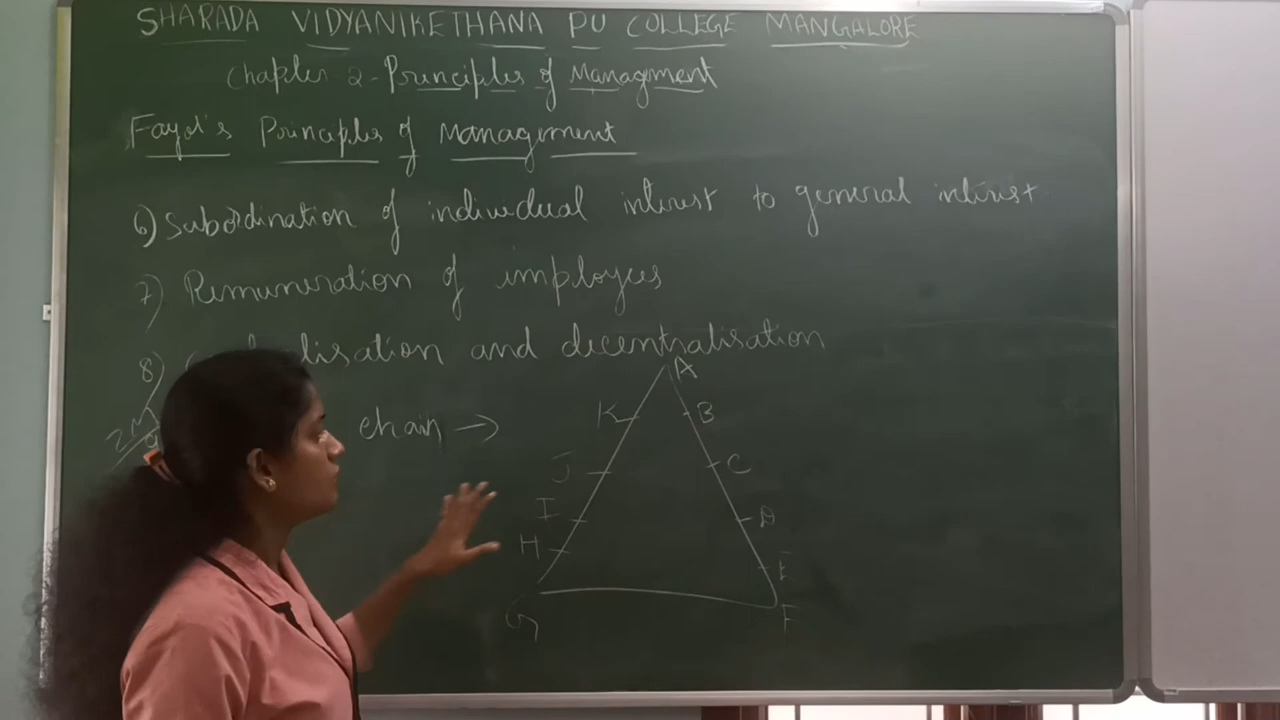 SHARADA VIDYANIKETHANA PU COLLEGE MANGALORE
Chapter 2 - Principles of Management
Fayol's Principles of Management
6) Subordination of individual interest to general interest
7) Remuneration of employees
8) lisation and decentralisation
chain →
A
K B
J C
I D
H E
G F